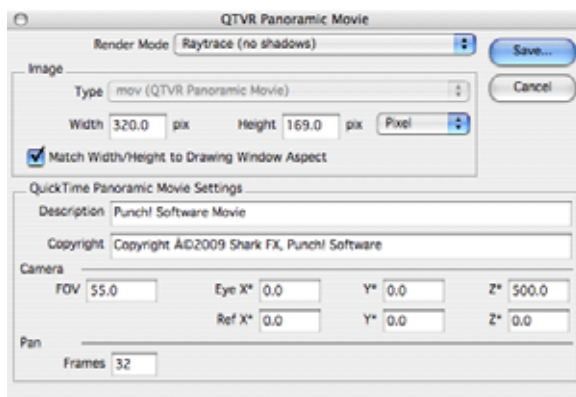 QTVR Panoramic Movie
Render Mode Raytrace (no shadows)
Save...
Image
Type mov (QTVR Panoramic Movie)
Cancel
Width 320.0 pix Height 169.0 pix Pixel
Match Width/Height to Drawing Window Aspect
QuickTime Panoramic Movie Settings
Description Punch! Software Movie
Copyright Copyright Â©2009 Shark FX, Punch! Software
Camera
FOV 55.0 Eye X* 0.0 Y* 0.0 Z* 500.0
Ref X* 0.0 Y* 0.0 Z* 0.0
Pan
Frames 32